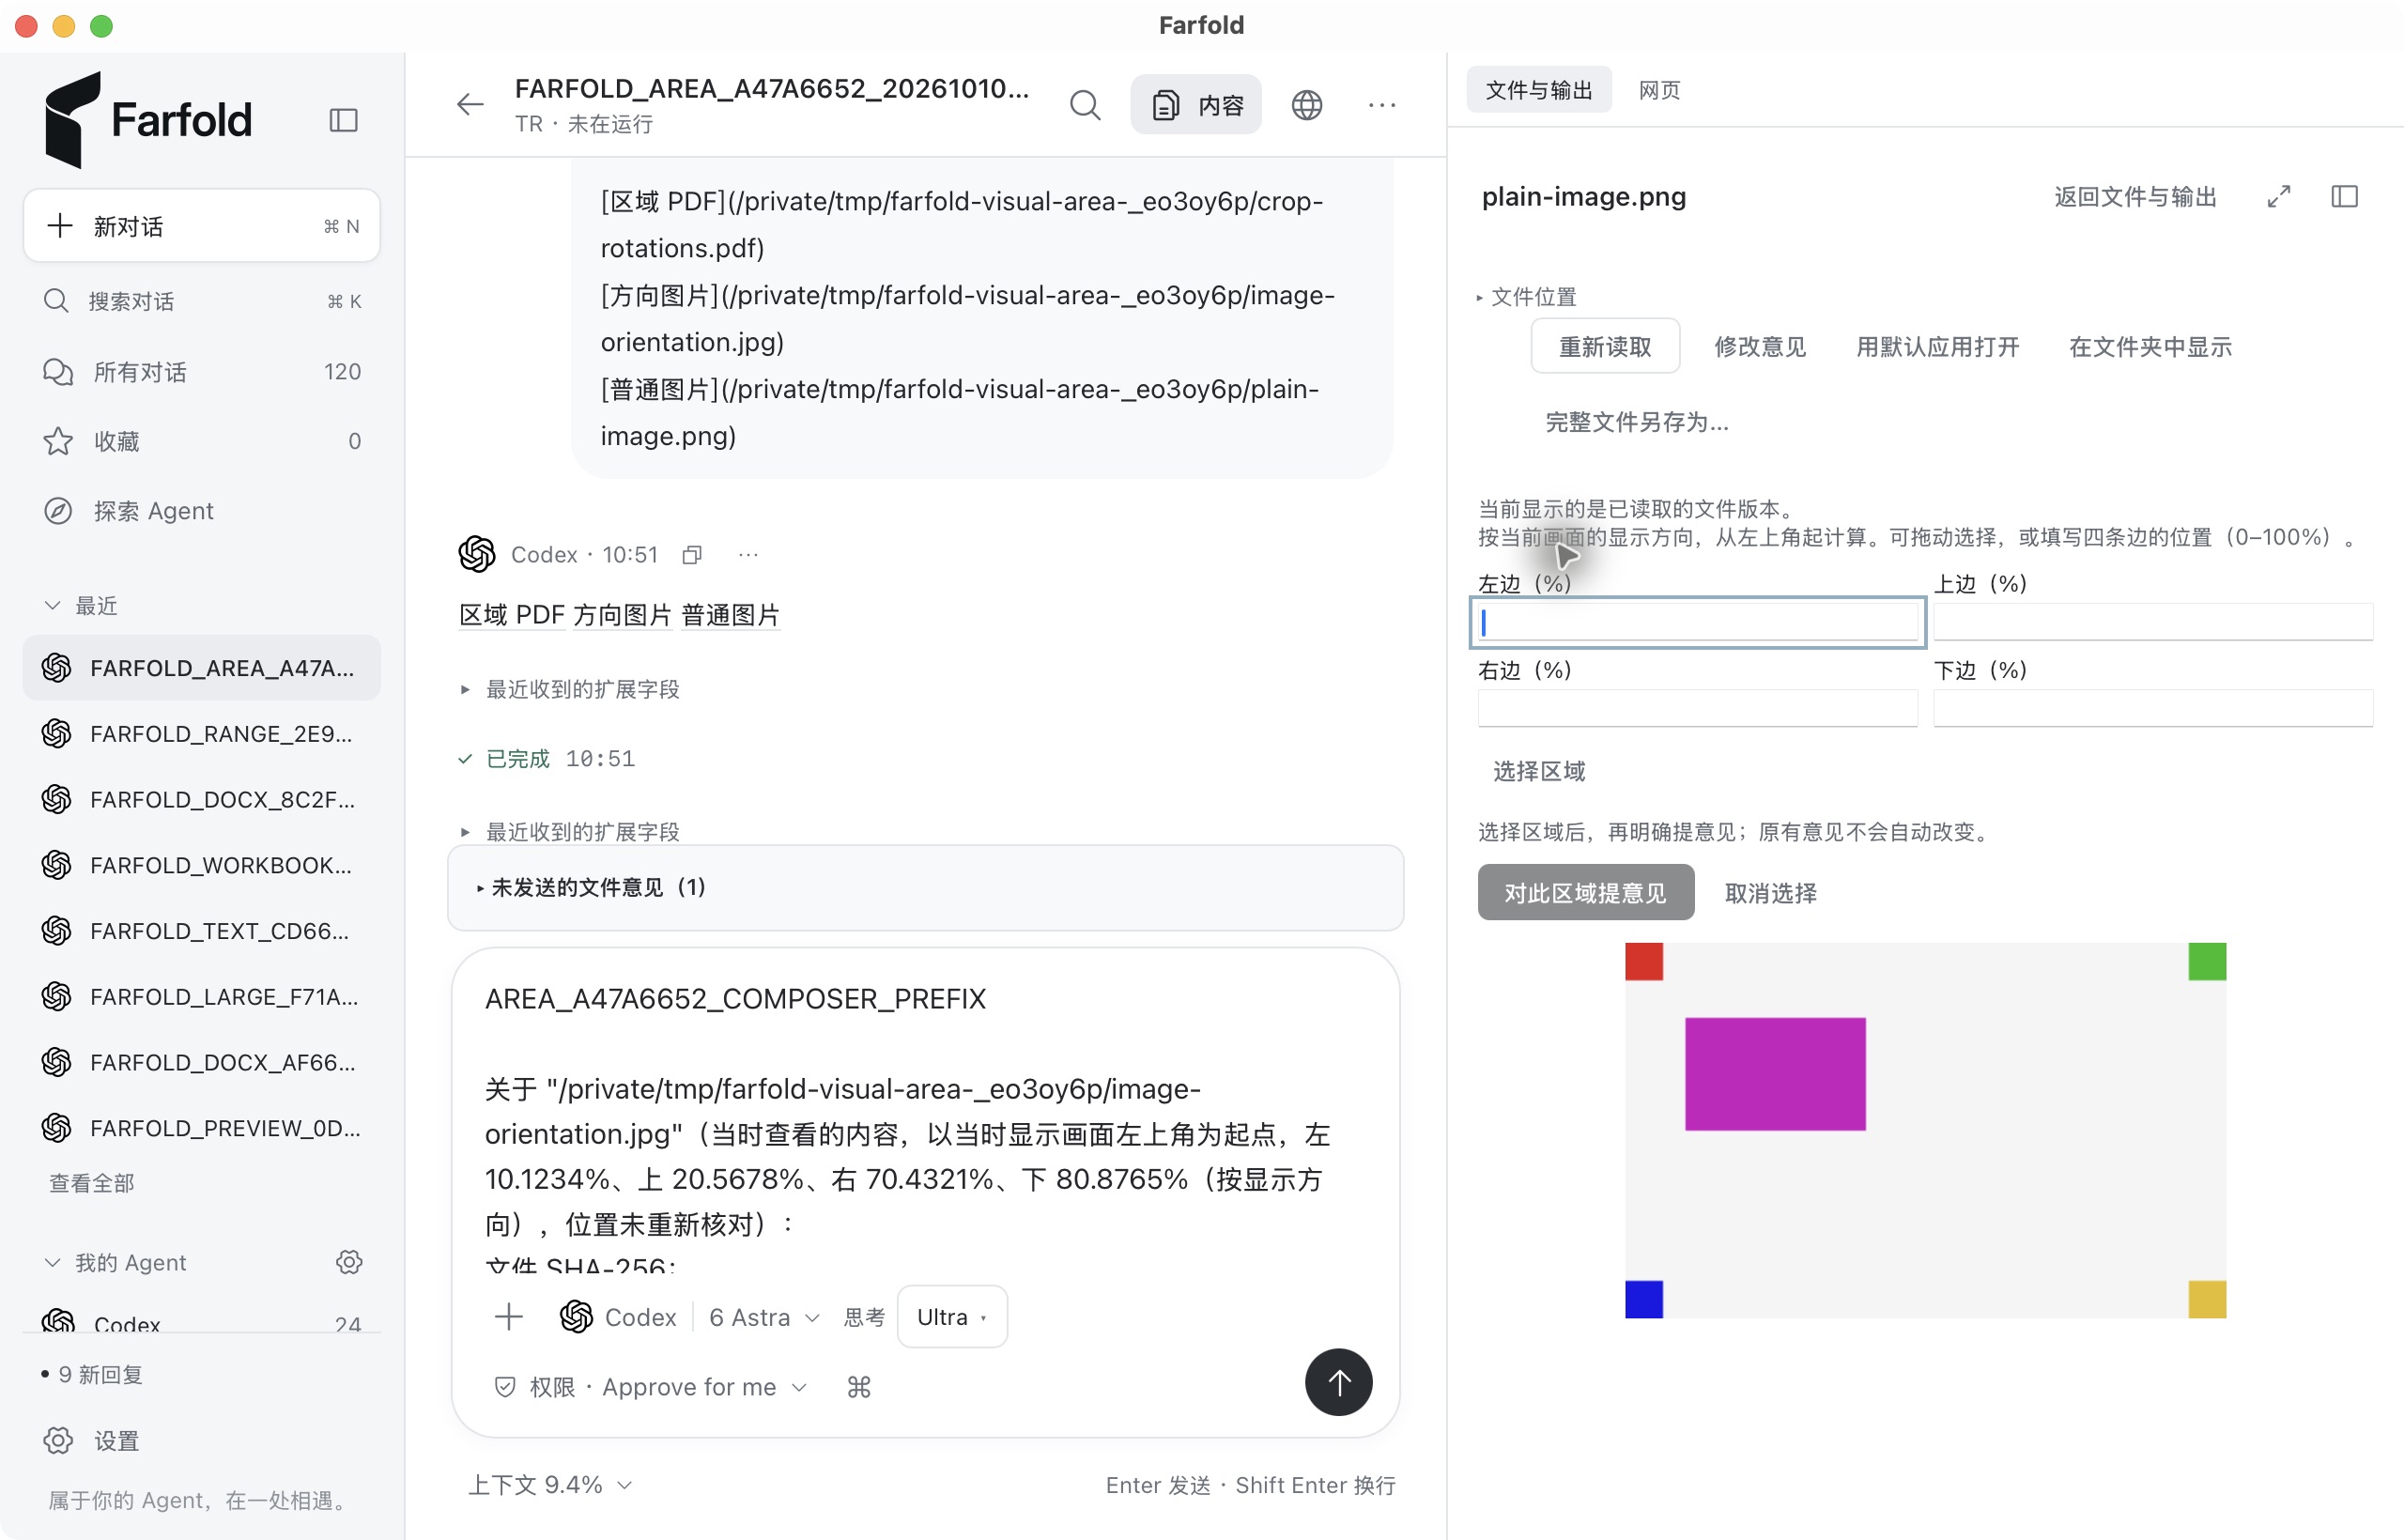 Farfold
Farfold
新对话
⌘ N
搜索对话
⌘ K
所有对话
120
收藏
0
探索 Agent
最近
FARFOLD_AREA_A47A...
FARFOLD_RANGE_2E9...
FARFOLD_DOCX_8C2F...
FARFOLD_WORKBOOK...
FARFOLD_TEXT_CD66...
FARFOLD_LARGE_F71A...
FARFOLD_DOCX_AF66...
FARFOLD_PREVIEW_0D...
查看全部
我的 Agent
Codex
24
9 新回复
设置
属于你的 Agent，在一处相遇。
FARFOLD_AREA_A47A6652_20261010...
TR · 未在运行
内容
[区域 PDF](/private/tmp/farfold-visual-area-_eo3oy6p/crop-
rotations.pdf)
[方向图片](/private/tmp/farfold-visual-area-_eo3oy6p/image-
orientation.jpg)
[普通图片](/private/tmp/farfold-visual-area-_eo3oy6p/plain-
image.png)
Codex · 10:51
区域 PDF 方向图片 普通图片
最近收到的扩展字段
已完成 10:51
最近收到的扩展字段
未发送的文件意见（1）
AREA_A47A6652_COMPOSER_PREFIX
关于 "/private/tmp/farfold-visual-area-_eo3oy6p/image-
orientation.jpg"（当时查看的内容，以当时显示画面左上角为起点，左
10.1234%、上 20.5678%、右 70.4321%、下 80.8765%（按显示方
向），位置未重新核对）：
文件 SHA-256：
Codex
6 Astra
思考
Ultra
权限 · Approve for me
⌘
上下文 9.4%
Enter 发送 · Shift Enter 换行
文件与输出
网页
plain-image.png
返回文件与输出
文件位置
重新读取
修改意见
用默认应用打开
在文件夹中显示
完整文件另存为...
当前显示的是已读取的文件版本。
按当前画面的显示方向，从左上角起计算。可拖动选择，或填写四条边的位置（0–100%）。
左边（%）
上边（%）
右边（%）
下边（%）
选择区域
选择区域后，再明确提意见；原有意见不会自动改变。
对此区域提意见
取消选择